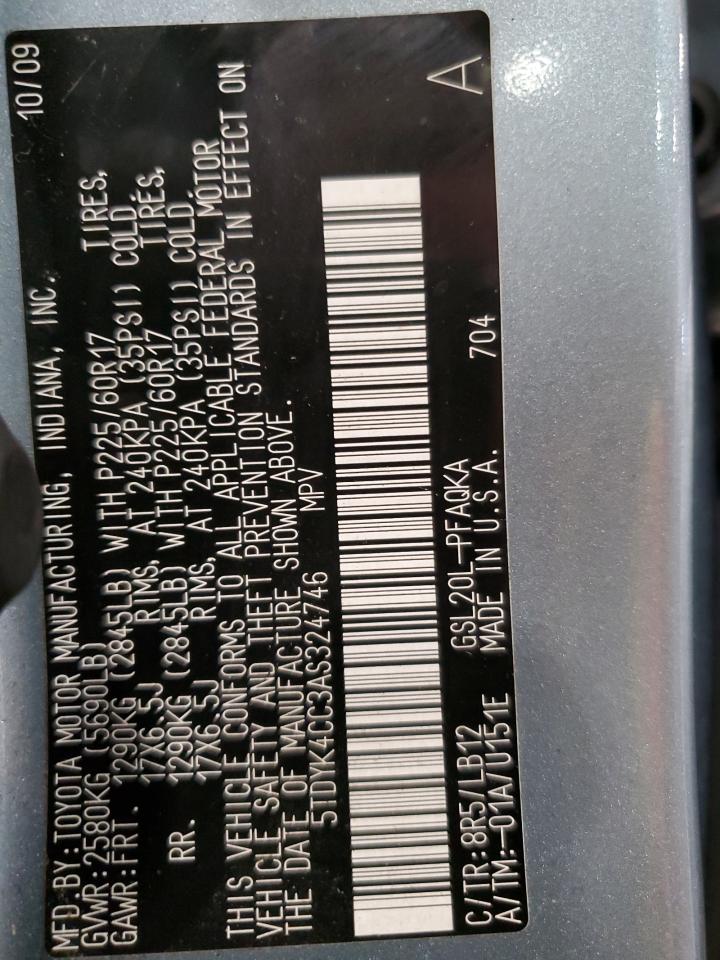 MFD.BY:TOYOTA MOTOR MANUFACTURING, INDIANA, INC. 10/09
GVWR:2580KG (5690LB)
GAWR:FRT. 1290KG (2845LB) WITH P225/60R17 TIRES,
17X6.5J RIMS, AT 240KPA (35PSI) COLD.
RR. 1290KG (2845LB) WITH P225/60R17 TIRES,
17X6.5J RIMS, AT 240KPA (35PSI) COLD.
THIS VEHICLE CONFORMS TO ALL APPLICABLE FEDERAL MOTOR
VEHICLE SAFETY AND THEFT PREVENTION STANDARDS IN EFFECT ON
THE DATE OF MANUFACTURE SHOWN ABOVE.
5TDYK4CC3AS324746 MPV
A
C/TR:8R5/LB12 GSL20L-PFAQKA 704
A/TM:-01A/U151E MADE IN U.S.A.